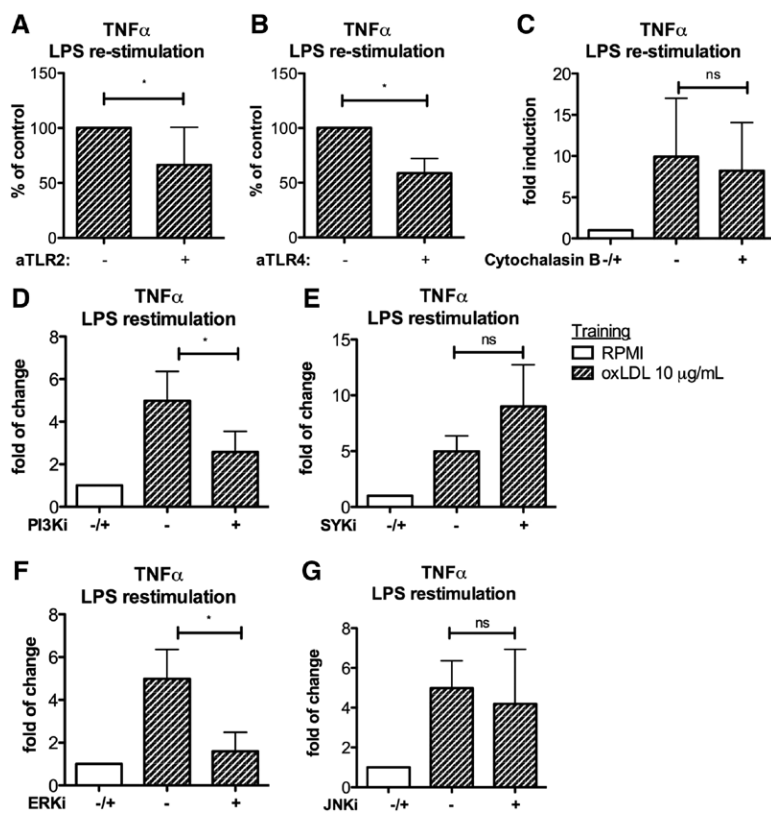 A
TNFα
LPS re-stimulation
% of control
150
100
50
0
*
aTLR2:
-
+
B
TNFα
LPS re-stimulation
% of control
150
100
50
0
*
aTLR4:
-
+
C
TNFα
LPS re-stimulation
fold induction
20
15
10
5
0
ns
Cytochalasin B -/+
-
+
D
TNFα
LPS restimulation
fold of change
8
6
4
2
0
*
PI3Ki
-/+
-
+
E
TNFα
LPS restimulation
fold of change
15
10
5
0
ns
SYKi
-/+
-
+
Training
RPMI
oxLDL 10 μg/mL
F
TNFα
LPS restimulation
fold of change
8
6
4
2
0
*
ERKi
-/+
-
+
G
TNFα
LPS restimulation
fold of change
8
6
4
2
0
ns
JNKi
-/+
-
+